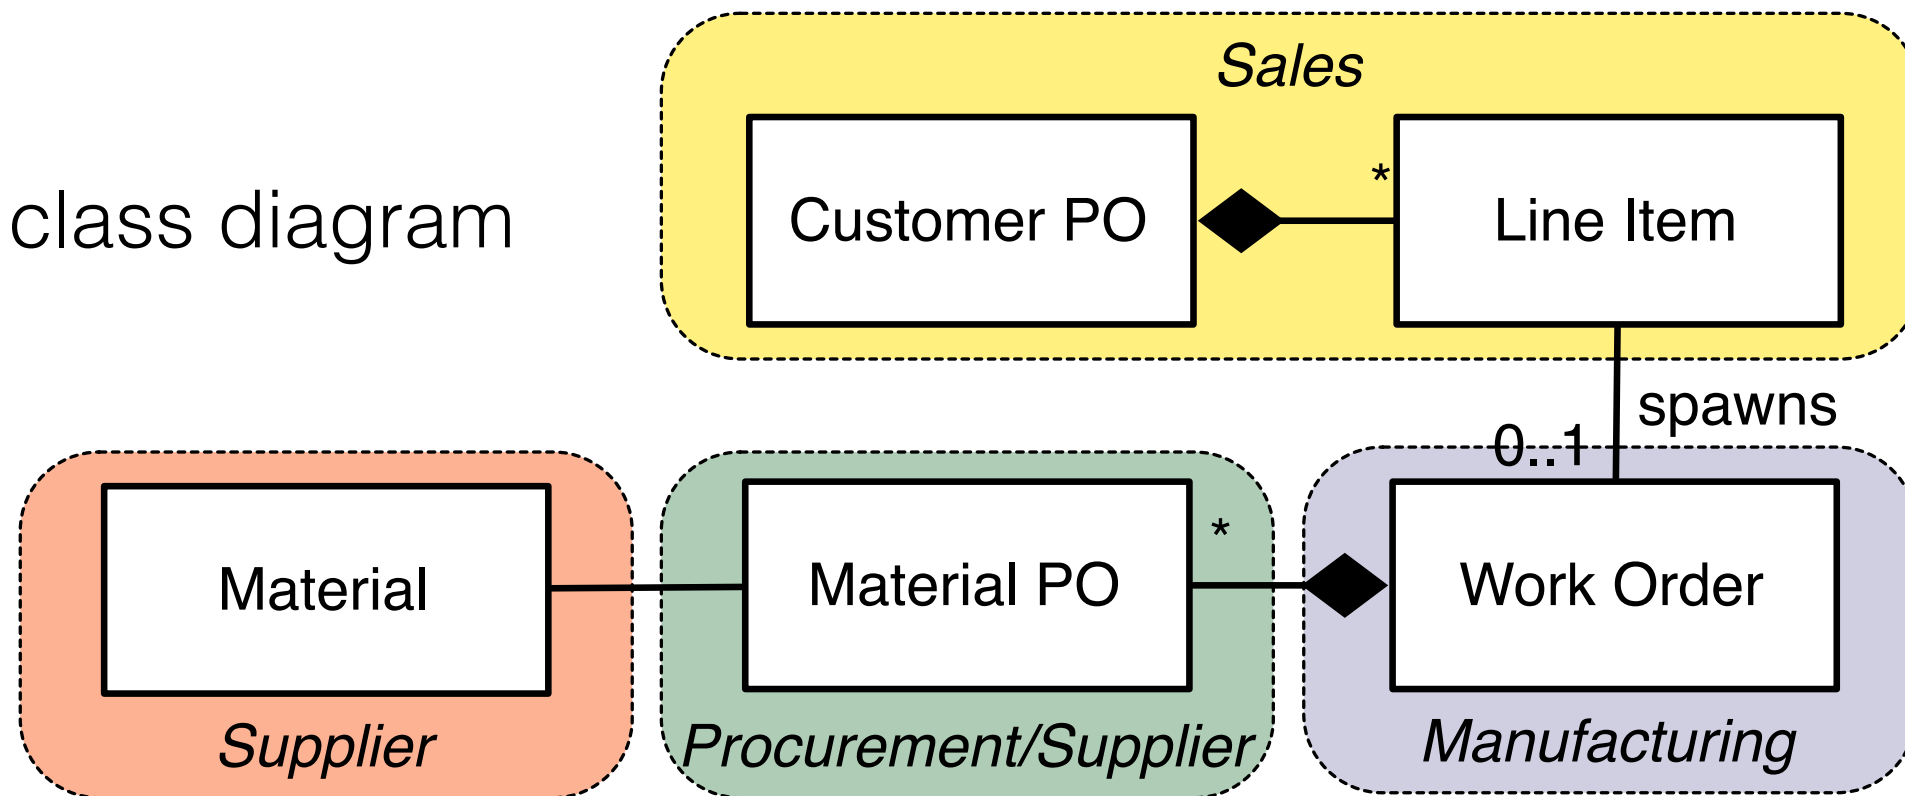 Sales
class diagram
Customer PO
*
Line Item
spawns
0..1
Material
Material PO
*
Work Order
Supplier
Procurement/Supplier
Manufacturing